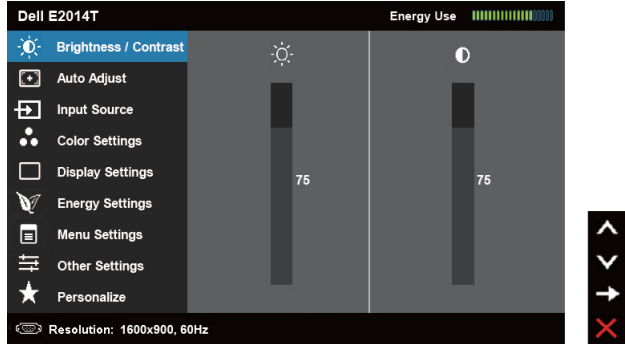 Dell E2014T
Energy Use
Brightness / Contrast
Auto Adjust
Input Source
Color Settings
Display Settings
75
75
Energy Settings
Menu Settings
Other Settings
Personalize
Resolution: 1600x900, 60Hz